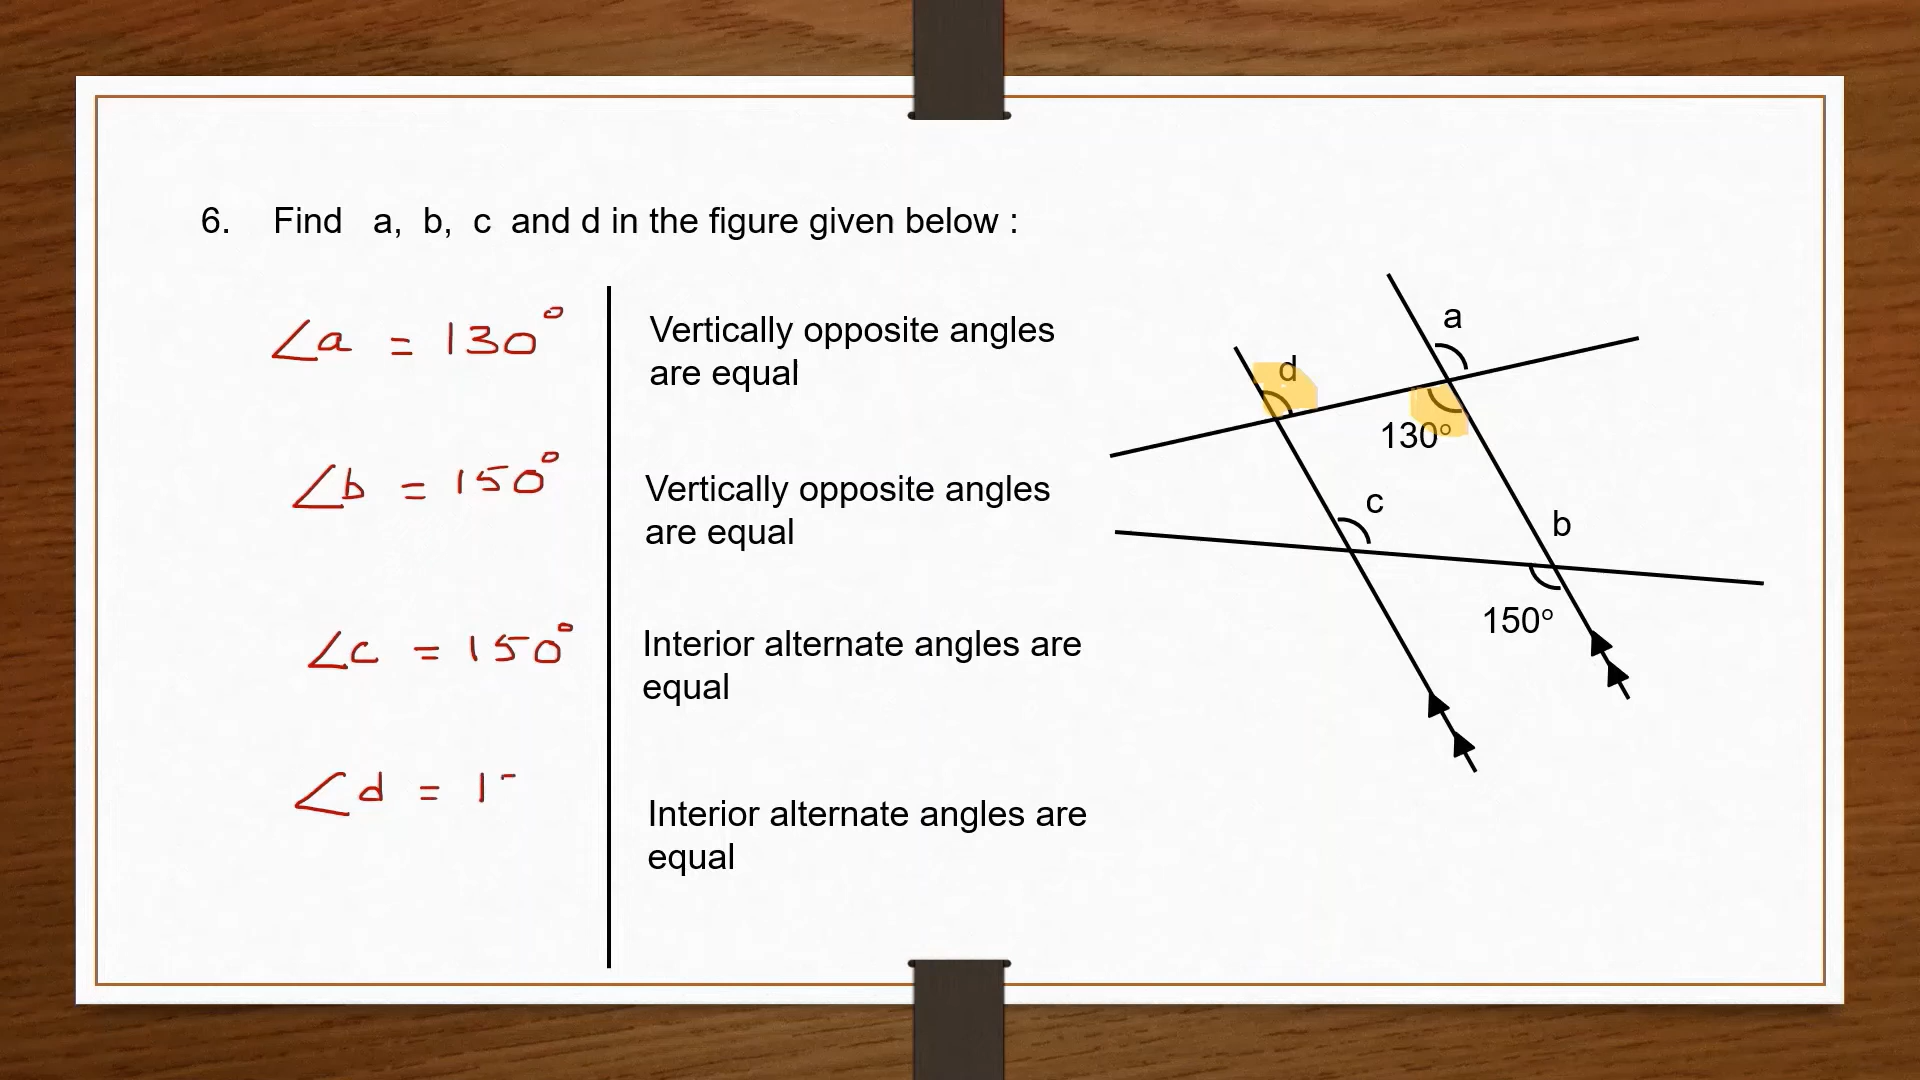 6. Find a, b, c and d in the figure given below :
∠a = 130°
Vertically opposite angles
are equal
∠b = 150°
Vertically opposite angles
are equal
∠c = 150°
Interior alternate angles are
equal
∠d = 1
Interior alternate angles are
equal
a
d
130°
c
b
150°